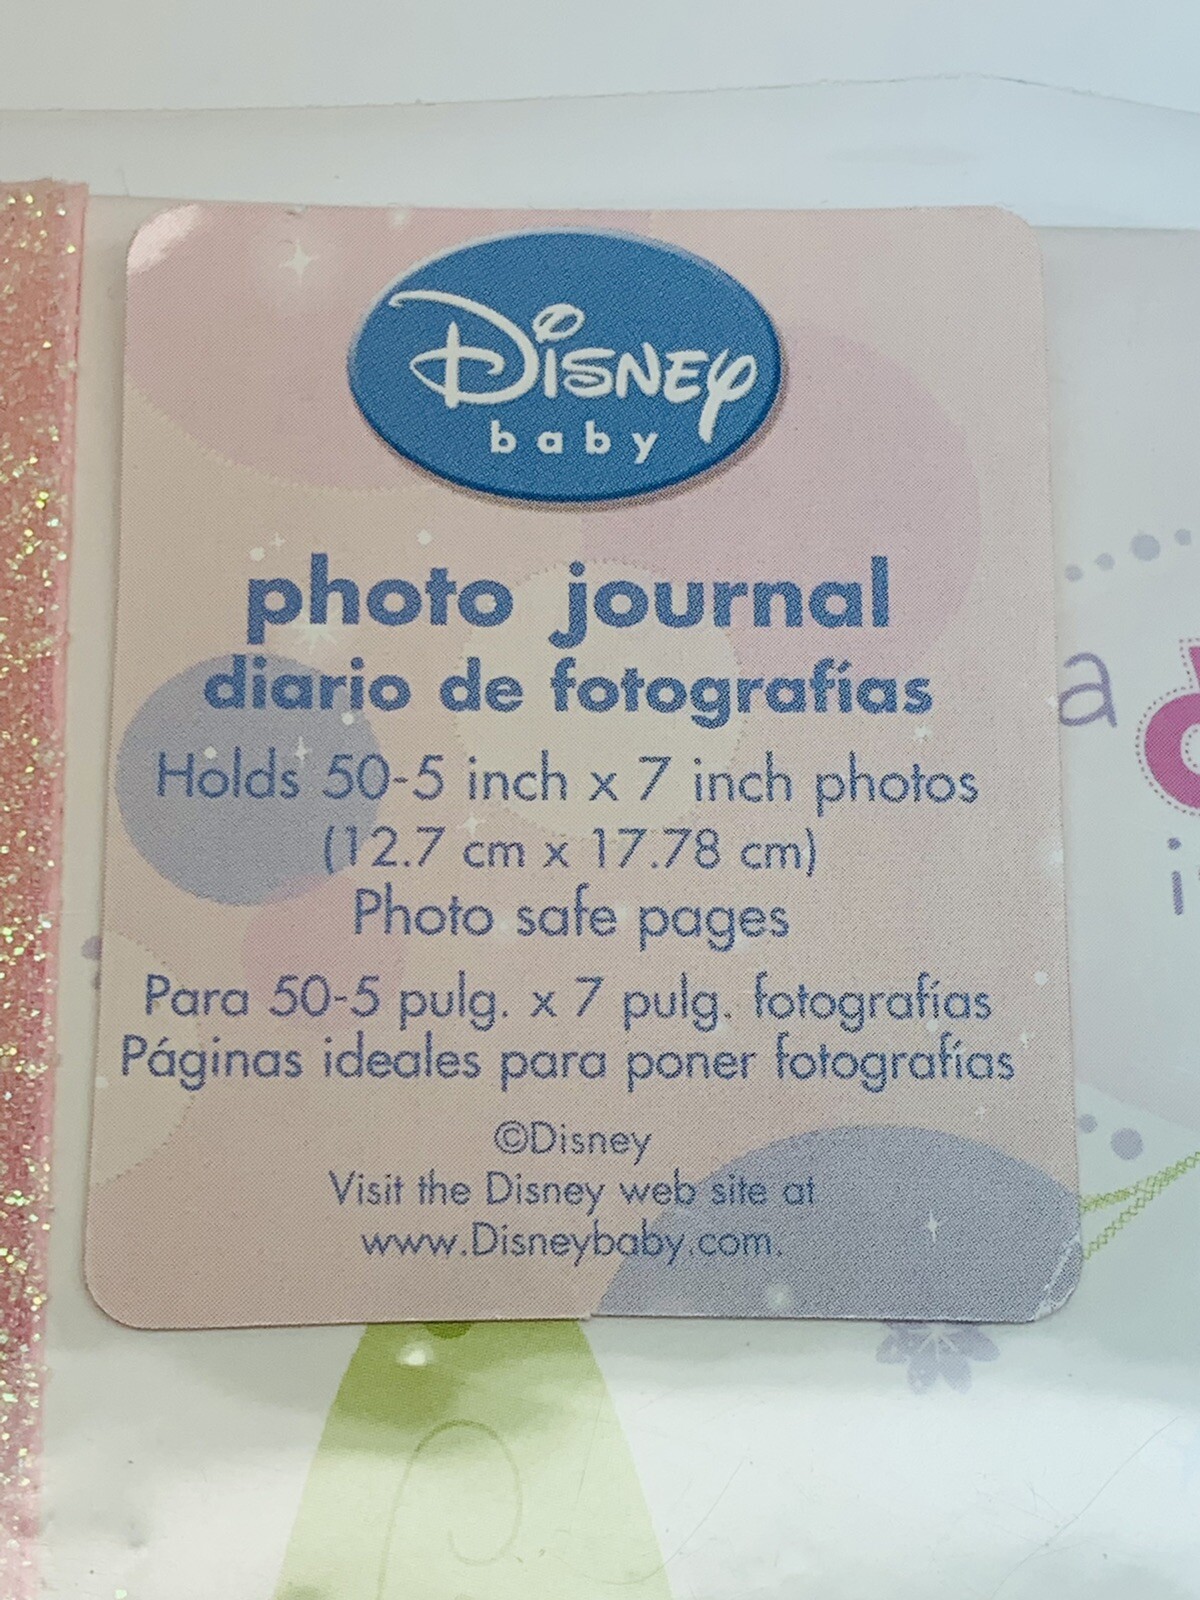 Disney
baby
photo journal
diario de fotografías
Holds 50-5 inch x 7 inch photos
(12.7 cm x 17.78 cm)
Photo safe pages
Para 50-5 pulg. x 7 pulg. fotografías
Páginas ideales para poner fotografías
©Disney
Visit the Disney web site at
www.Disneybaby.com.
a